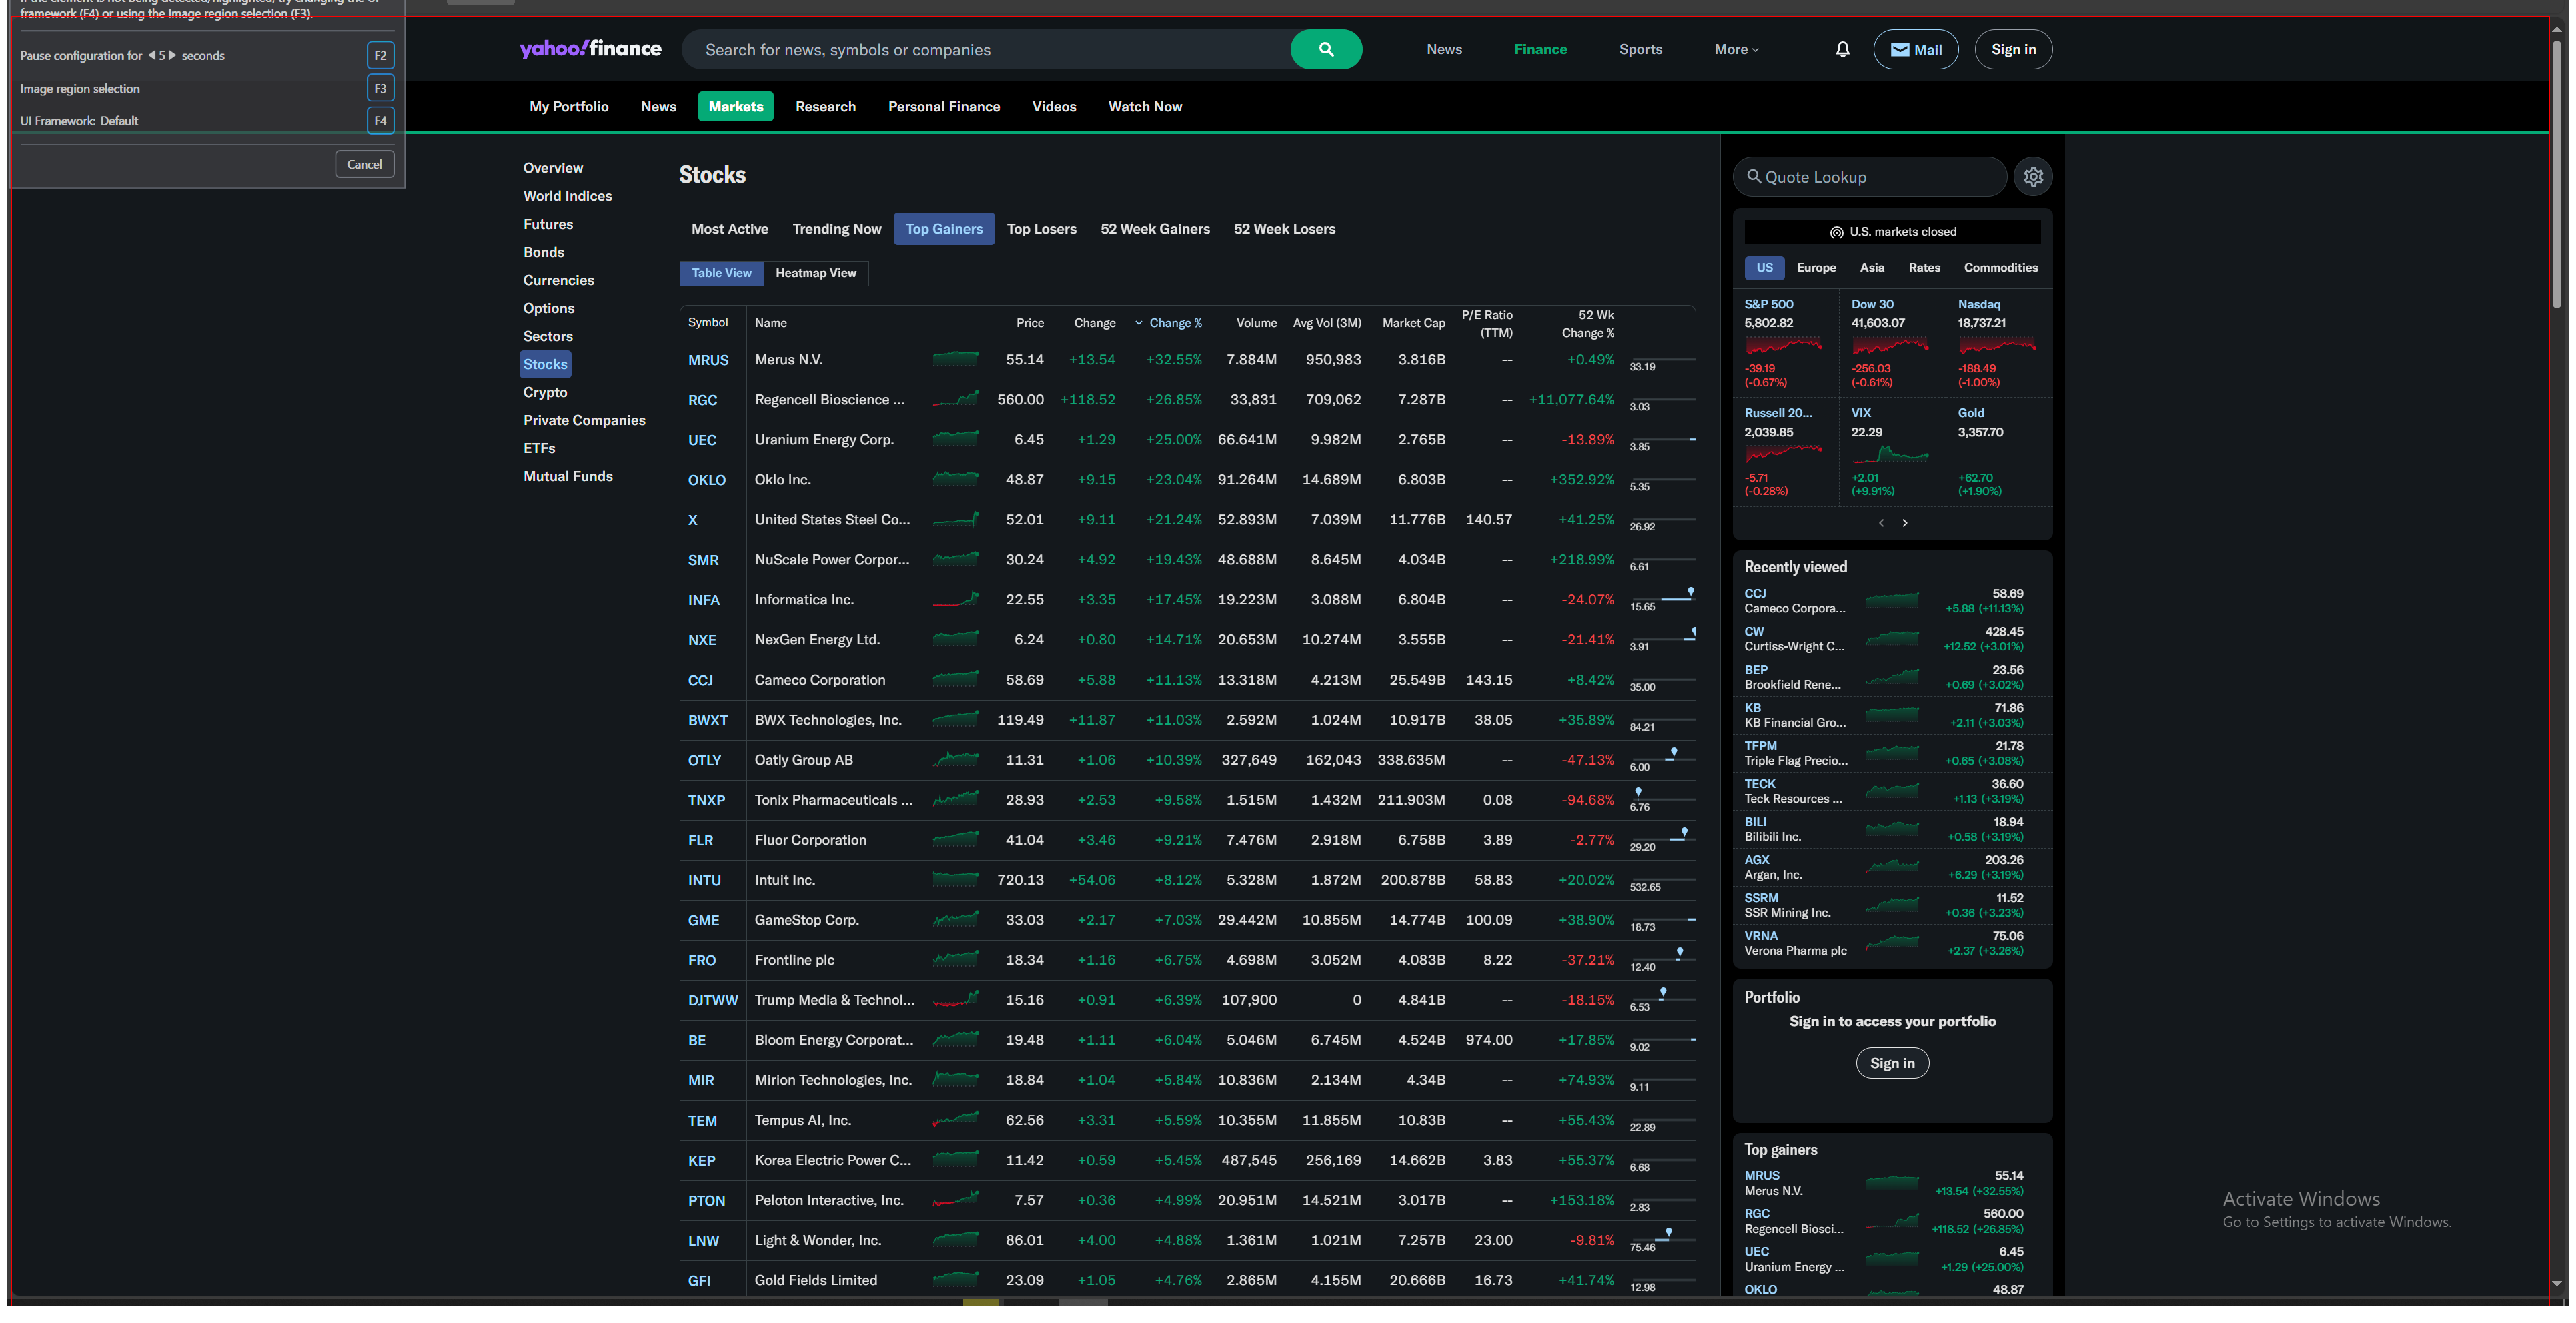 If the element is not being detected/highlighted, try changing the UI
framework (F4) or using the Image region selection (F3).
Pause configuration for 5 seconds F2
Image region selection F3
UI Framework: Default F4
Cancel
yahoo!finance Search for news, symbols or companies News Finance Sports More Mail Sign in
My Portfolio News Markets Research Personal Finance Videos Watch Now
Overview
World Indices
Futures
Bonds
Currencies
Options
Sectors
Stocks
Crypto
Private Companies
ETFs
Mutual Funds
Stocks
Most Active Trending Now Top Gainers Top Losers 52 Week Gainers 52 Week Losers
Table View Heatmap View
Symbol Name Price Change Change % Volume Avg Vol (3M) Market Cap P/E Ratio (TTM) 52 Wk Change %
MRUS Merus N.V. 55.14 +13.54 +32.55% 7.884M 950,983 3.816B -- +0.49% 33.19
RGC Regencell Bioscience ... 560.00 +118.52 +26.85% 33,831 709,062 7.287B -- +11,077.64% 3.03
UEC Uranium Energy Corp. 6.45 +1.29 +25.00% 66.641M 9.982M 2.765B -- -13.89% 3.85
OKLO Oklo Inc. 48.87 +9.15 +23.04% 91.264M 14.689M 6.803B -- +352.92% 5.35
X United States Steel Co... 52.01 +9.11 +21.24% 52.893M 7.039M 11.776B 140.57 +41.25% 26.92
SMR NuScale Power Corpor... 30.24 +4.92 +19.43% 48.688M 8.645M 4.034B -- +218.99% 6.61
INFA Informatica Inc. 22.55 +3.35 +17.45% 19.223M 3.088M 6.804B -- -24.07% 15.65
NXE NexGen Energy Ltd. 6.24 +0.80 +14.71% 20.653M 10.274M 3.555B -- -21.41% 3.91
CCJ Cameco Corporation 58.69 +5.88 +11.13% 13.318M 4.213M 25.549B 143.15 +8.42% 35.00
BWXT BWX Technologies, Inc. 119.49 +11.87 +11.03% 2.592M 1.024M 10.917B 38.05 +35.89% 84.21
OTLY Oatly Group AB 11.31 +1.06 +10.39% 327,649 162,043 338.635M -- -47.13% 6.00
TNXP Tonix Pharmaceuticals ... 28.93 +2.53 +9.58% 1.515M 1.432M 211.903M 0.08 -94.68% 6.76
FLR Fluor Corporation 41.04 +3.46 +9.21% 7.476M 2.918M 6.758B 3.89 -2.77% 29.20
INTU Intuit Inc. 720.13 +54.06 +8.12% 5.328M 1.872M 200.878B 58.83 +20.02% 532.65
GME GameStop Corp. 33.03 +2.17 +7.03% 29.442M 10.855M 14.774B 100.09 +38.90% 18.73
FRO Frontline plc 18.34 +1.16 +6.75% 4.698M 3.052M 4.083B 8.22 -37.21% 12.40
DJTWW Trump Media & Technol... 15.16 +0.91 +6.39% 107,900 0 4.841B -- -18.15% 6.53
BE Bloom Energy Corporat... 19.48 +1.11 +6.04% 5.046M 6.745M 4.524B 974.00 +17.85% 9.02
MIR Mirion Technologies, Inc. 18.84 +1.04 +5.84% 10.836M 2.134M 4.34B -- +74.93% 9.11
TEM Tempus AI, Inc. 62.56 +3.31 +5.59% 10.355M 11.855M 10.83B -- +55.43% 22.89
KEP Korea Electric Power C... 11.42 +0.59 +5.45% 487,545 256,169 14.662B 3.83 +55.37% 6.68
PTON Peloton Interactive, Inc. 7.57 +0.36 +4.99% 20.951M 14.521M 3.017B -- +153.18% 2.83
LNW Light & Wonder, Inc. 86.01 +4.00 +4.88% 1.361M 1.021M 7.257B 23.00 -9.81% 75.46
GFI Gold Fields Limited 23.09 +1.05 +4.76% 2.865M 4.155M 20.666B 16.73 +41.74% 12.98
Quote Lookup
U.S. markets closed
US Europe Asia Rates Commodities
S&P 500 Dow 30 Nasdaq
5,802.82 41,603.07 18,737.21
-39.19 -256.03 -188.49
(-0.67%) (-0.61%) (-1.00%)
Russell 20... VIX Gold
2,039.85 22.29 3,357.70
-5.71 +2.01 +62.70
(-0.28%) (+9.91%) (+1.90%)
Recently viewed
CCJ 58.69
Cameco Corpora... +5.88 (+11.13%)
CW 428.45
Curtiss-Wright C... +12.52 (+3.01%)
BEP 23.56
Brookfield Rene... +0.69 (+3.02%)
KB 71.86
KB Financial Gro... +2.11 (+3.03%)
TFPM 21.78
Triple Flag Precio... +0.65 (+3.08%)
TECK 36.60
Teck Resources ... +1.13 (+3.19%)
BILI 18.94
Bilibili Inc. +0.58 (+3.19%)
AGX 203.26
Argan, Inc. +6.29 (+3.19%)
SSRM 11.52
SSR Mining Inc. +0.36 (+3.23%)
VRNA 75.06
Verona Pharma plc +2.37 (+3.26%)
Portfolio
Sign in to access your portfolio
Sign in
Top gainers
MRUS 55.14
Merus N.V. +13.54 (+32.55%)
RGC 560.00
Regencell Biosci... +118.52 (+26.85%)
UEC 6.45
Uranium Energy ... +1.29 (+25.00%)
OKLO 48.87
Activate Windows
Go to Settings to activate Windows.